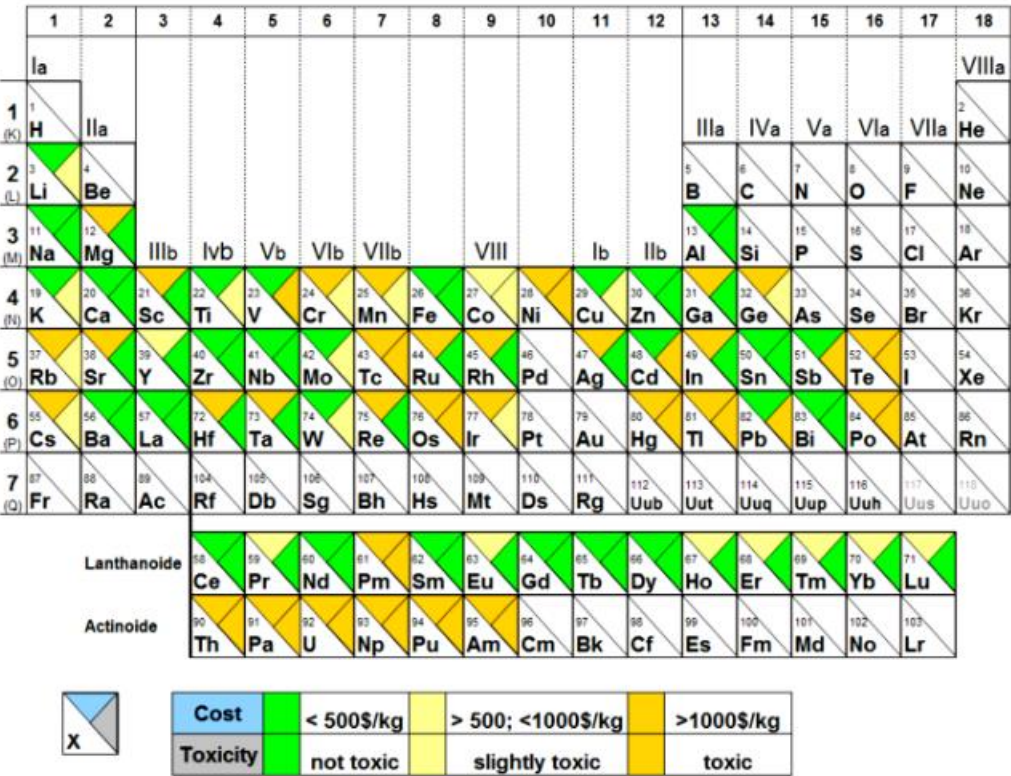 1 2 3 4 5 6 7 8 9 10 11 12 13 14 15 16 17 18
Ia VIIIa
1 (K) 1 H IIa IIIa IVa Va VIa VIIa 2 He
2 (L) 3 Li 4 Be 5 B 6 C 7 N 8 O 9 F 10 Ne
3 (M) 11 Na 12 Mg IIIb Ivb Vb VIb VIIb VIII Ib IIb 13 Al 14 Si 15 P 16 S 17 Cl 18 Ar
4 (N) 19 K 20 Ca 21 Sc 22 Ti 23 V 24 Cr 25 Mn 26 Fe 27 Co 28 Ni 29 Cu 30 Zn 31 Ga 32 Ge 33 As 34 Se 35 Br 36 Kr
5 (O) 37 Rb 38 Sr 39 Y 40 Zr 41 Nb 42 Mo 43 Tc 44 Ru 45 Rh 46 Pd 47 Ag 48 Cd 49 In 50 Sn 51 Sb 52 Te 53 I 54 Xe
6 (P) 55 Cs 56 Ba 57 La 72 Hf 73 Ta 74 W 75 Re 76 Os 77 Ir 78 Pt 79 Au 80 Hg 81 Tl 82 Pb 83 Bi 84 Po 85 At 86 Rn
7 (Q) 87 Fr 88 Ra 89 Ac 104 Rf 105 Db 106 Sg 107 Bh 108 Hs 109 Mt 110 Ds 111 Rg 112 Uub 113 Uut 114 Uuq 115 Uup 116 Uuh 117 Uus 118 Uuo
Lanthanoide 58 Ce 59 Pr 60 Nd 61 Pm 62 Sm 63 Eu 64 Gd 65 Tb 66 Dy 67 Ho 68 Er 69 Tm 70 Yb 71 Lu
Actinoide 90 Th 91 Pa 92 U 93 Np 94 Pu 95 Am 96 Cm 97 Bk 98 Cf 99 Es 100 Fm 101 Md 102 No 103 Lr
X
Cost < 500$/kg > 500; <1000$/kg >1000$/kg
Toxicity not toxic slightly toxic toxic